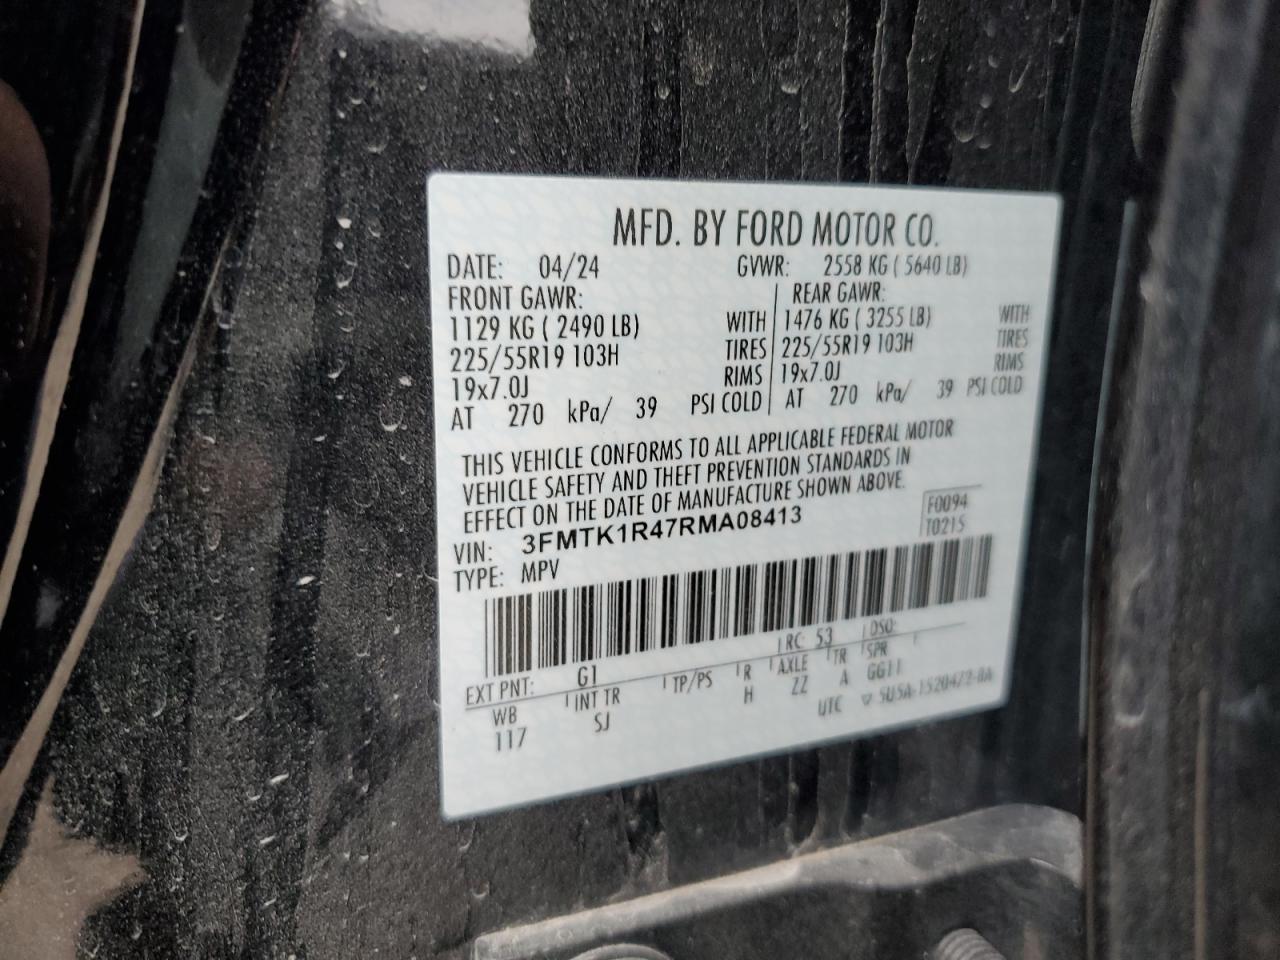 MFD. BY FORD MOTOR CO.
DATE: 04/24 GVWR: 2558 KG ( 5640 LB)
FRONT GAWR: REAR GAWR:
1129 KG ( 2490 LB) WITH 1476 KG ( 3255 LB) WITH
225/55R19 103H TIRES 225/55R19 103H TIRES
19x7.0J RIMS 19x7.0J RIMS
AT 270 kPa/ 39 PSI COLD AT 270 kPa/ 39 PSI COLD
THIS VEHICLE CONFORMS TO ALL APPLICABLE FEDERAL MOTOR
VEHICLE SAFETY AND THEFT PREVENTION STANDARDS IN
EFFECT ON THE DATE OF MANUFACTURE SHOWN ABOVE.
VIN: 3FMTK1R47RMA08413 F0094
TYPE: MPV T0215
EXT PNT: G1 RC: 53 DSO:
WB INT TR TP/PS R AXLE TR SPR
117 SJ H ZZ A GG11
UTC ▽ 5U5A-1520472-BA